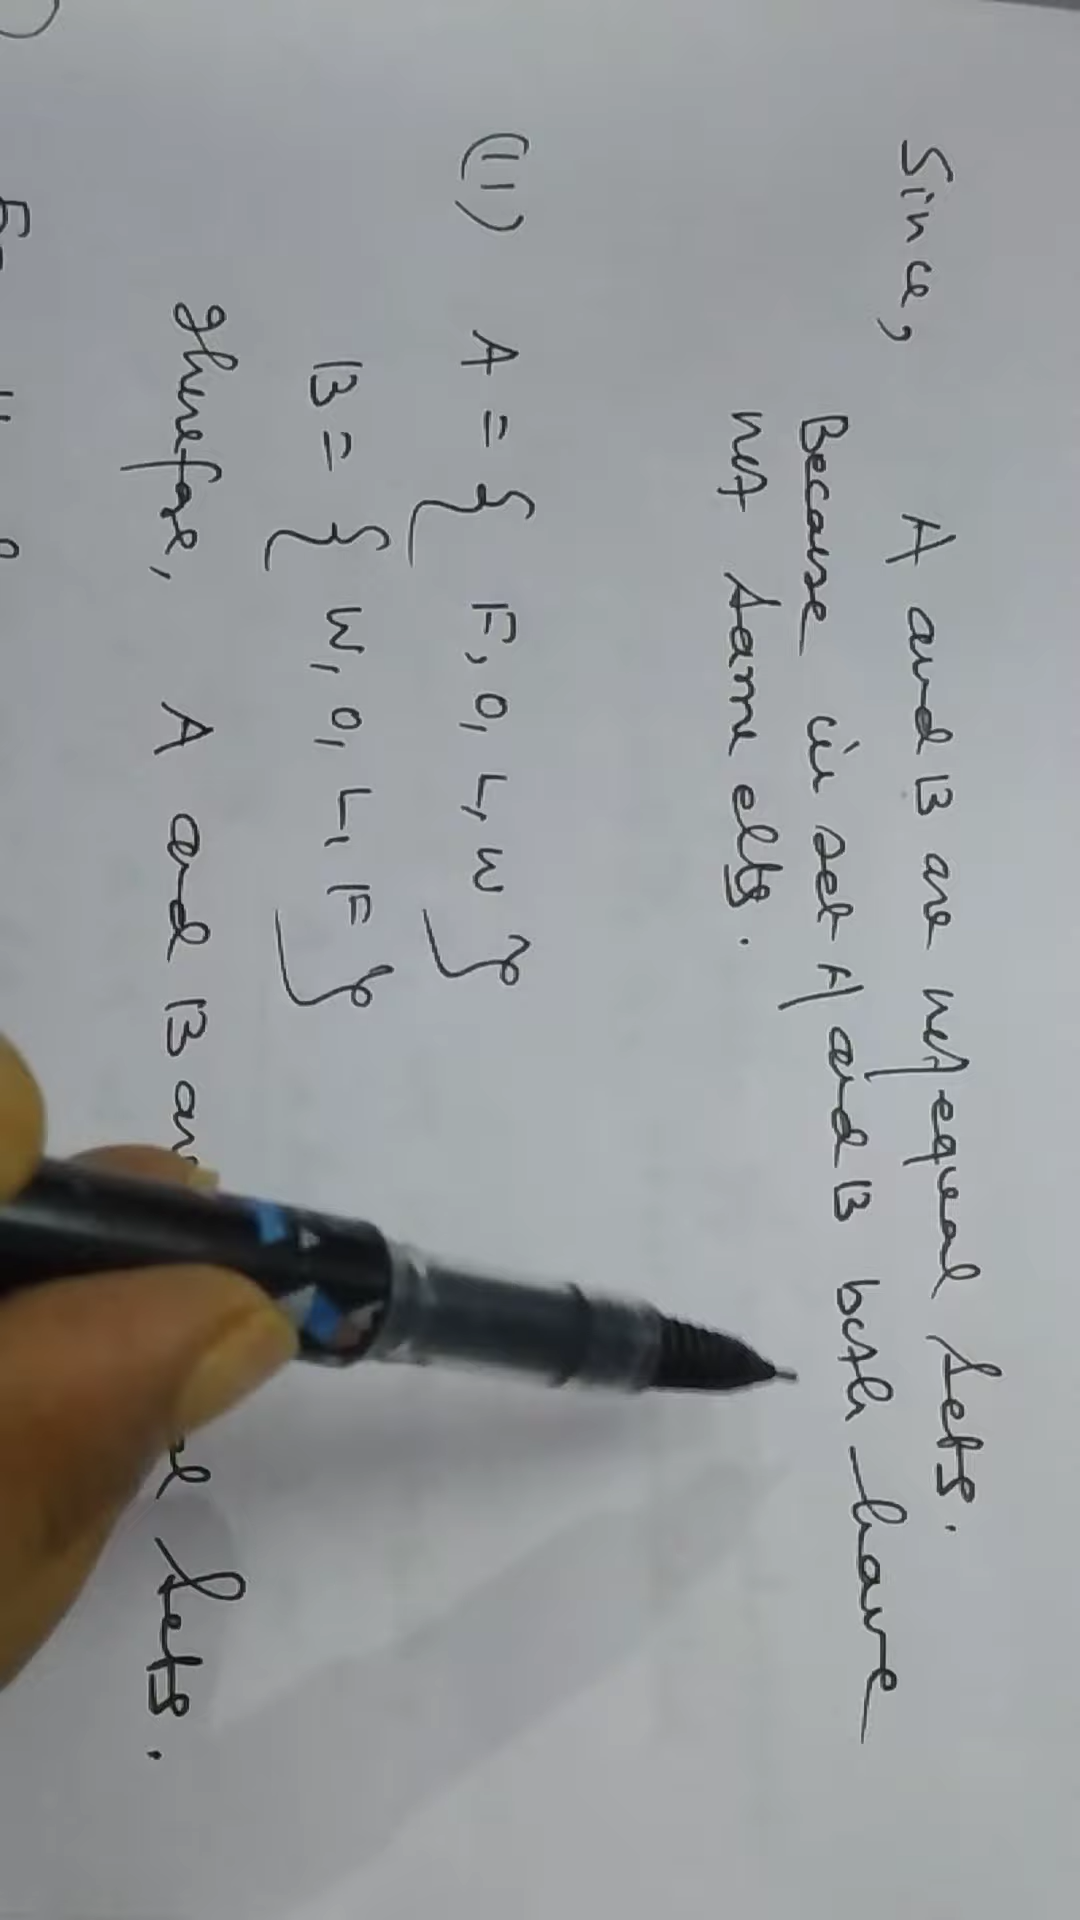 Since, A and B are not equal sets.
Because in set A and B both have
not same elts.
(11) A = { F, O, L, W }
B = { W, O, L, F }
Therefore, A and B are sets.